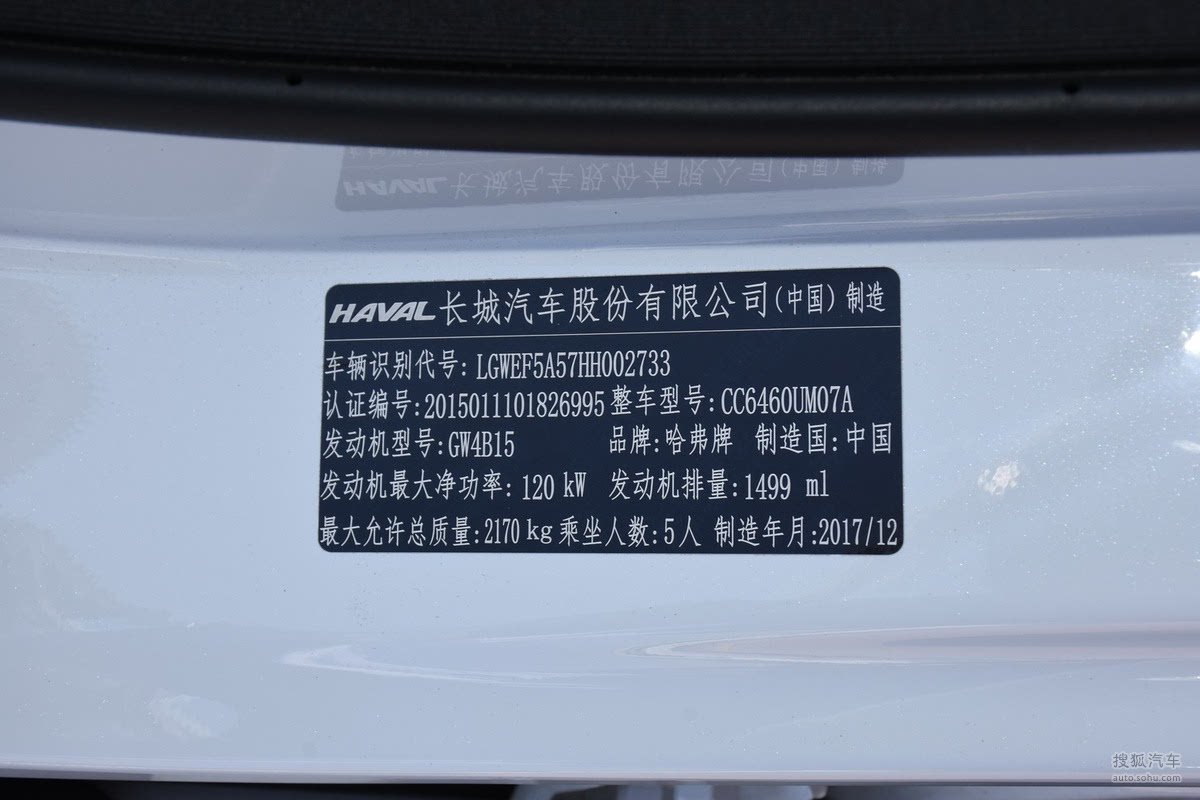 HAVAL长城汽车股份有限公司(中国)制造
车辆识别代号: LGWEF5A57HH002733
认证编号:2015011101826995 整车型号: CC6460UM07A
发动机型号:GW4B15 品牌:哈弗牌 制造国:中国
发动机最大净功率: 120 kW 发动机排量:1499 ml
最大允许总质量:2170 kg 乘坐人数:5人 制造年月:2017/12
搜狐汽车
auto.sohu.com